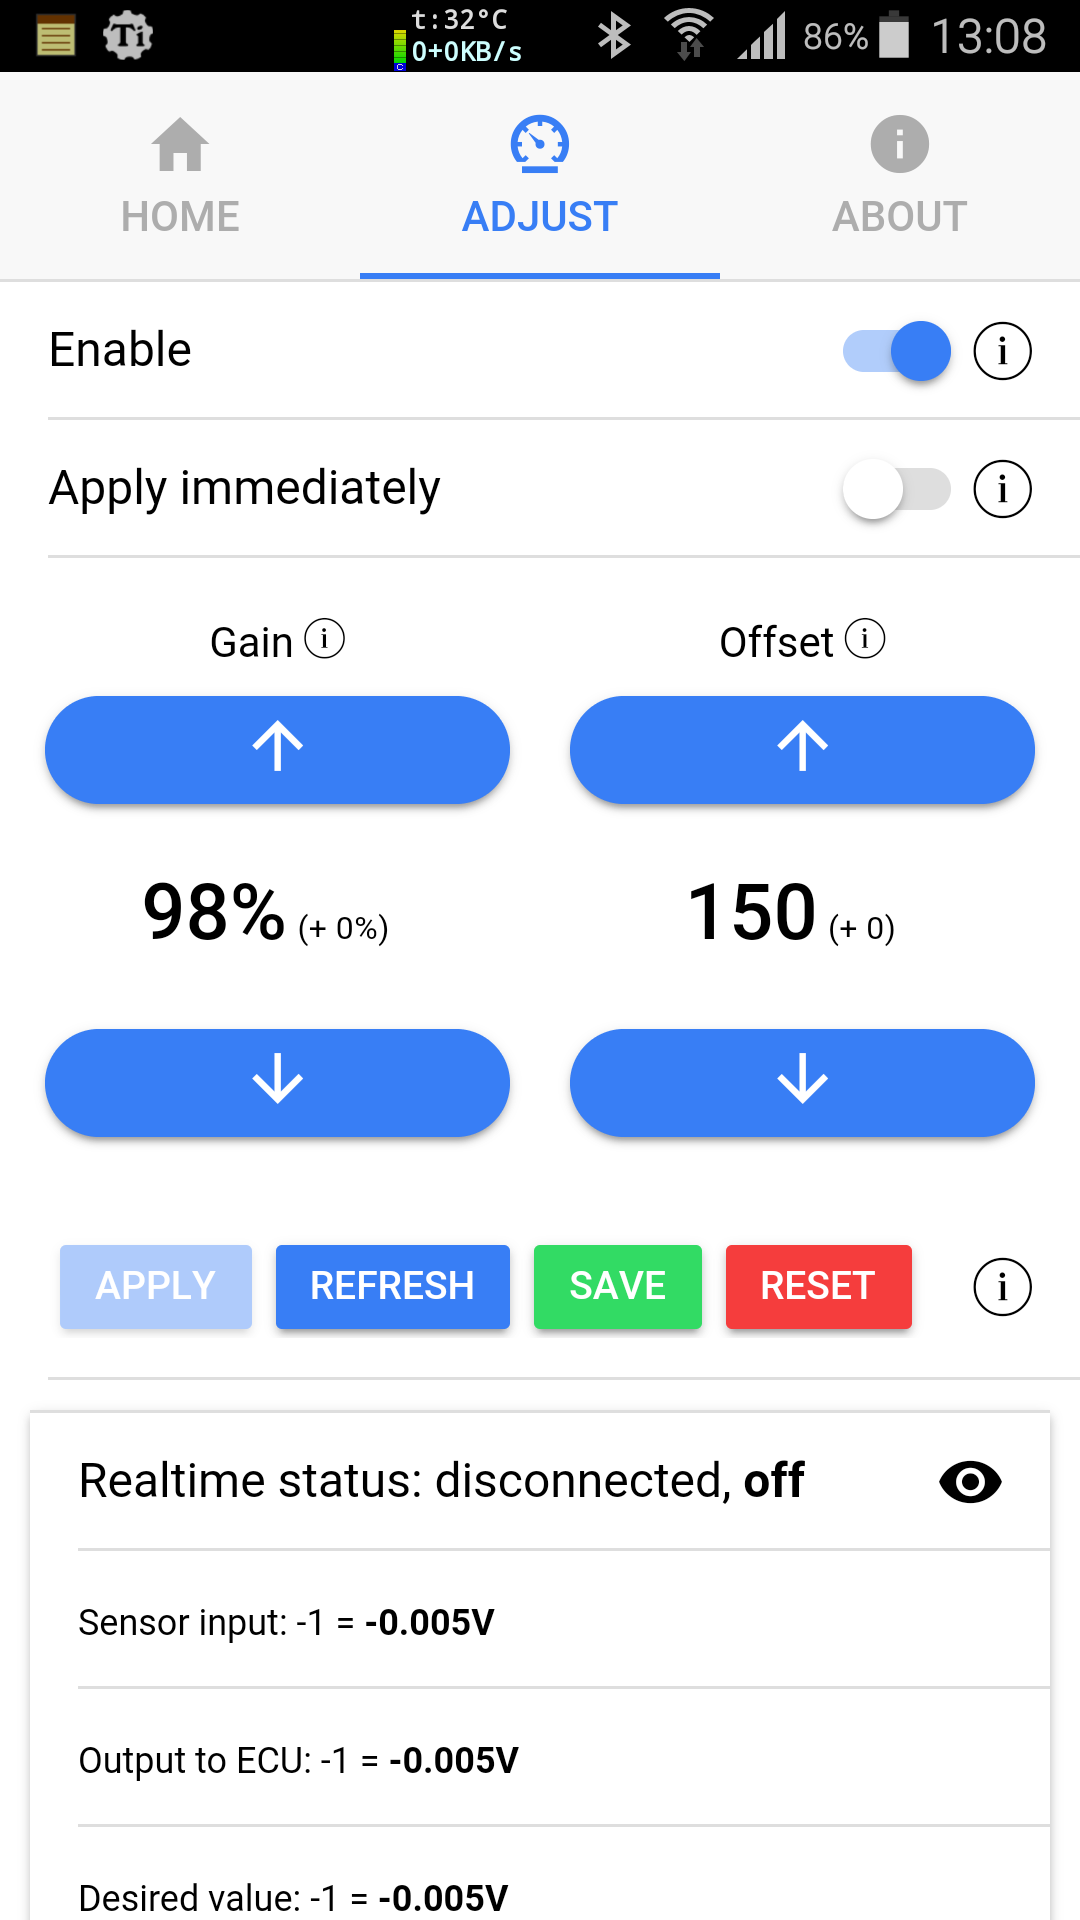 t:32°C
0+0KB/s
86% 13:08
HOME ADJUST ABOUT
Enable
Apply immediately
Gain Offset
98% (+ 0%) 150 (+ 0)
APPLY REFRESH SAVE RESET
Realtime status: disconnected, off
Sensor input: -1 = -0.005V
Output to ECU: -1 = -0.005V
Desired value: -1 = -0.005V